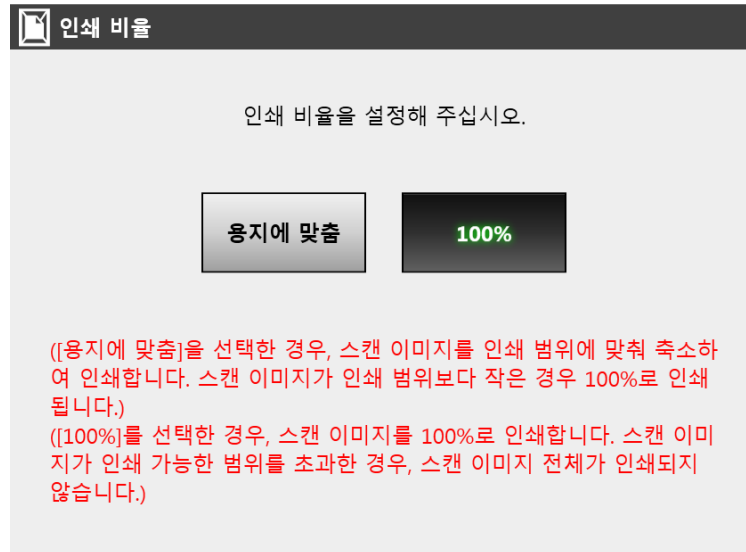 인쇄 비율
인쇄 비율을 설정해 주십시오.
용지에 맞춤
100%
([용지에 맞춤]을 선택한 경우, 스캔 이미지를 인쇄 범위에 맞춰 축소하
여 인쇄합니다. 스캔 이미지가 인쇄 범위보다 작은 경우 100%로 인쇄
됩니다.)
([100%]를 선택한 경우, 스캔 이미지를 100%로 인쇄합니다. 스캔 이미
지가 인쇄 가능한 범위를 초과한 경우, 스캔 이미지 전체가 인쇄되지
않습니다.)